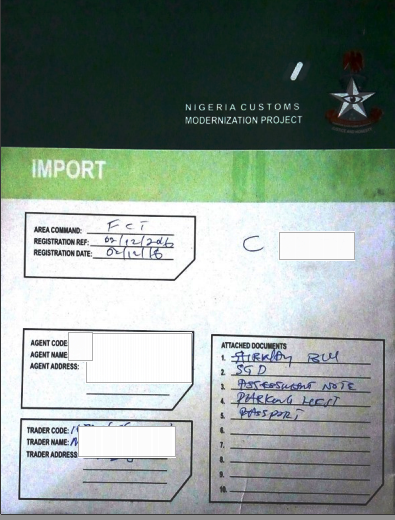 NIGERIA CUSTOMS
MODERNIZATION PROJECT
IMPORT
AREA COMMAND: FCT
REGISTRATION REF: 02/12/2016
REGISTRATION DATE: 02/12/16
C
AGENT CODE:
AGENT NAME:
AGENT ADDRESS:
TRADER CODE:
TRADER NAME:
TRADER ADDRESS:
ATTACHED DOCUMENTS
1. AIRWAY BILL
2. SGD
3. ASSESSMENT NOTE
4. PARKING LIST
5. PASSPORT
6.
7.
8.
9.
10.